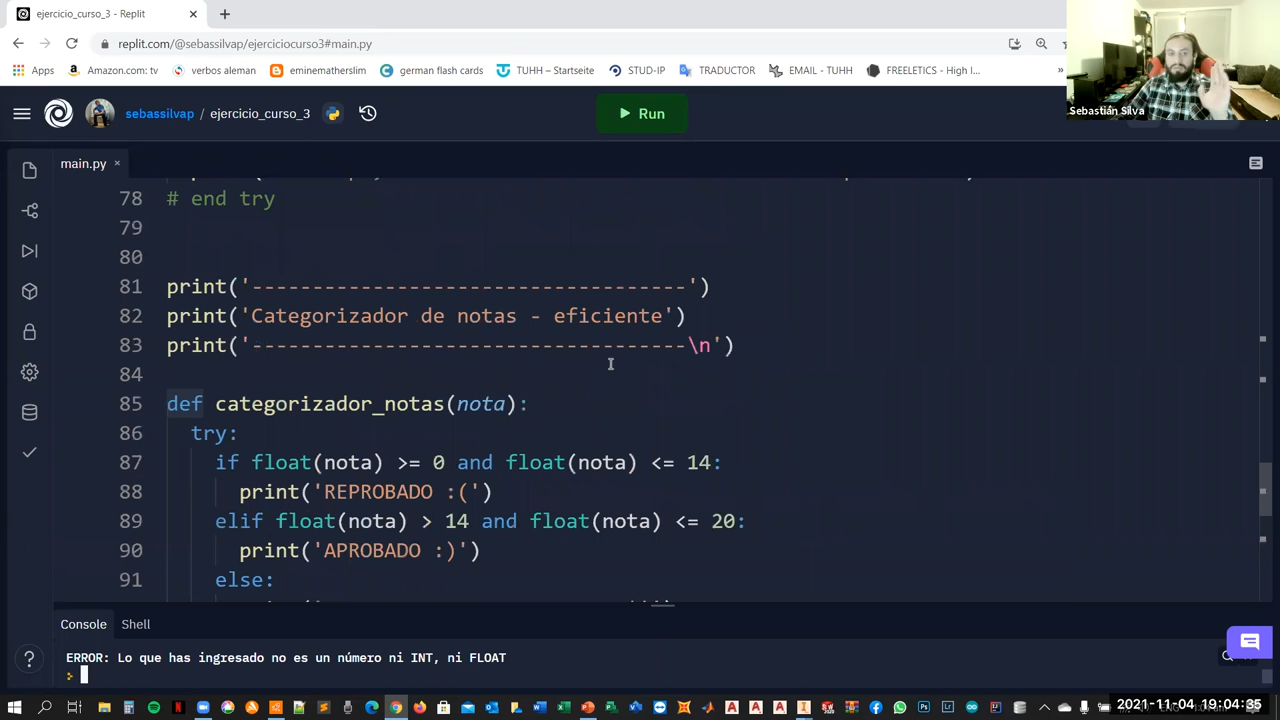 ejercicio_curso_3 - Replit
replit.com/@sebassilvap/ejerciciocurso3#main.py
Apps Amazon.com: tv verbos aleman eminematherslim german flash cards TUHH – Startseite STUD-IP TRADUCTOR EMAIL - TUHH FREELETICS - High I... »
Sebastián Silva
sebassilvap / ejercicio_curso_3 Run
main.py
78 # end try
79
80
81 print('------------------------------------')
82 print('Categorizador de notas - eficiente')
83 print('------------------------------------\n')
84
85 def categorizador_notas(nota):
86 try:
87 if float(nota) >= 0 and float(nota) <= 14:
88 print('REPROBADO :(')
89 elif float(nota) > 14 and float(nota) <= 20:
90 print('APROBADO :)')
91 else:
Console Shell
ERROR: Lo que has ingresado no es un número ni INT, ni FLOAT
2021-11-04 19:04:35